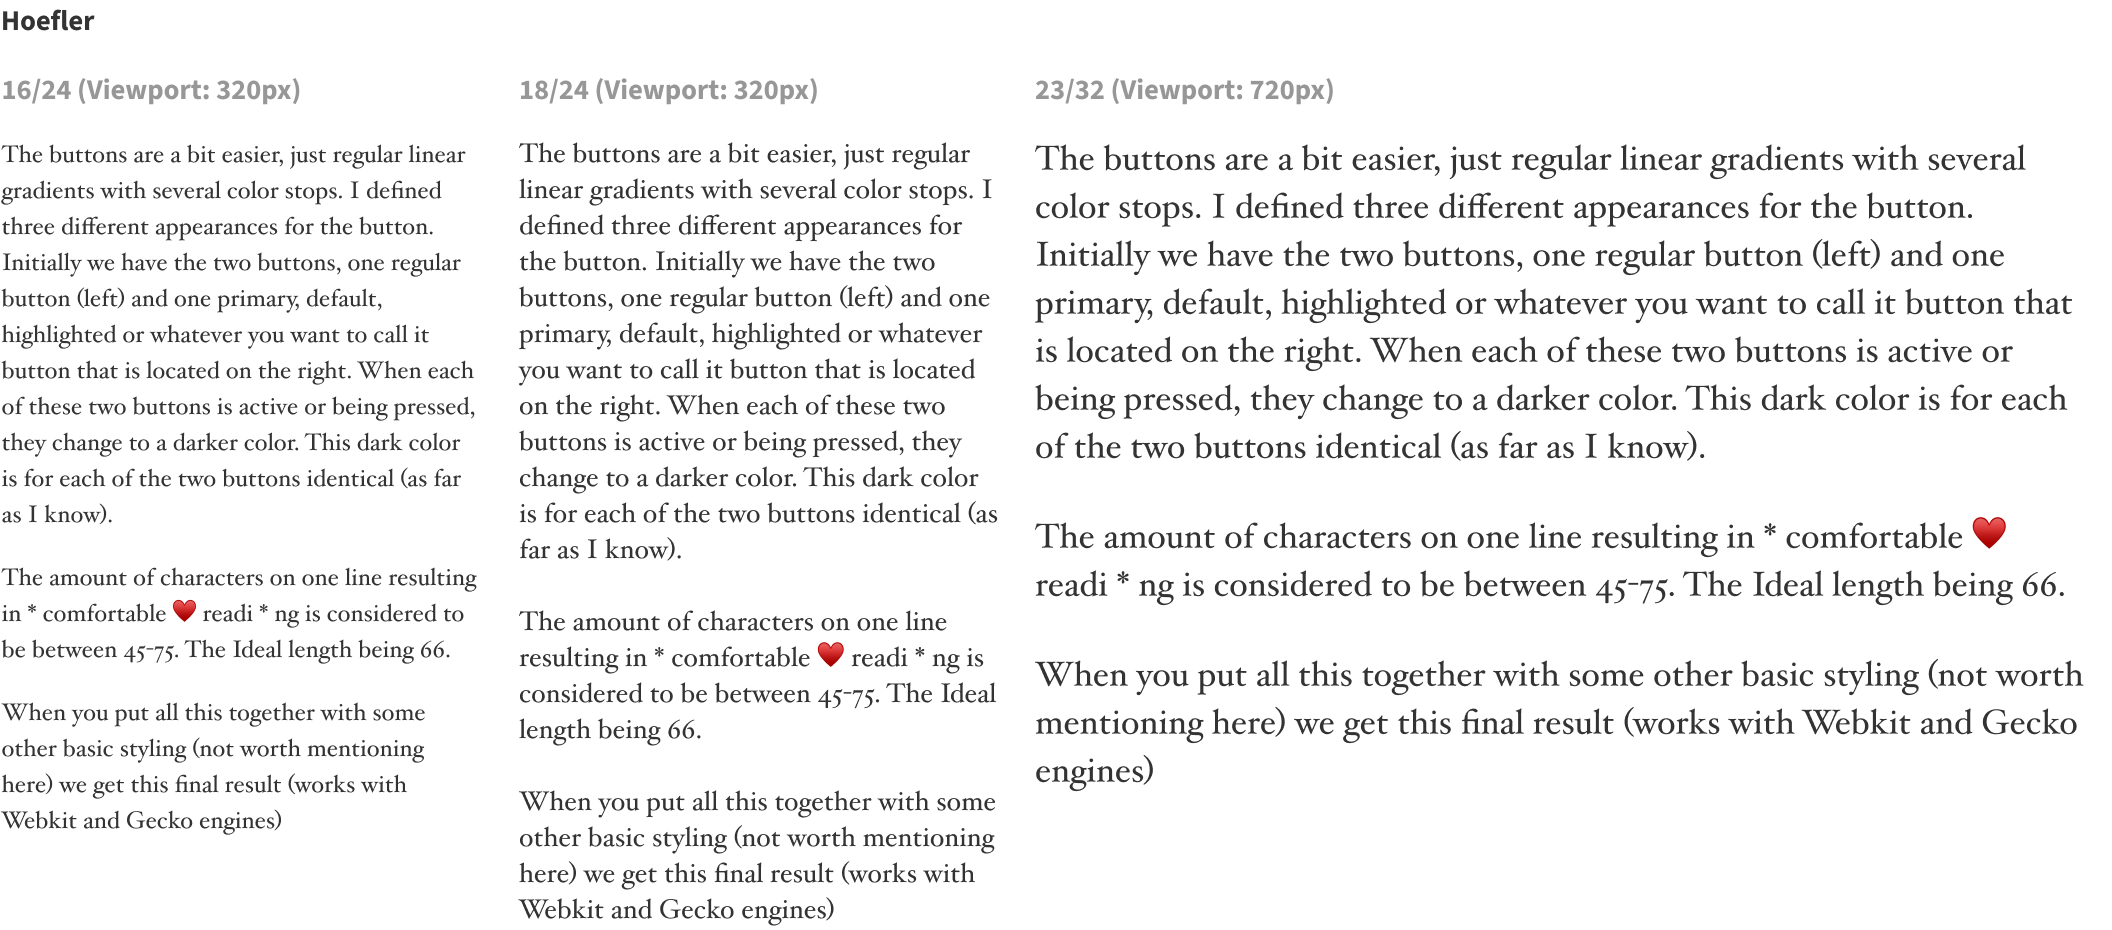 Hoefler
16/24 (Viewport: 320px)
The buttons are a bit easier, just regular linear
gradients with several color stops. I defined
three different appearances for the button.
Initially we have the two buttons, one regular
button (left) and one primary, default,
highlighted or whatever you want to call it
button that is located on the right. When each
of these two buttons is active or being pressed,
they change to a darker color. This dark color
is for each of the two buttons identical (as far
as I know).
The amount of characters on one line resulting
in * comfortable ♥ readi * ng is considered to
be between 45-75. The Ideal length being 66.
When you put all this together with some
other basic styling (not worth mentioning
here) we get this final result (works with
Webkit and Gecko engines)
18/24 (Viewport: 320px)
The buttons are a bit easier, just regular
linear gradients with several color stops. I
defined three different appearances for
the button. Initially we have the two
buttons, one regular button (left) and one
primary, default, highlighted or whatever
you want to call it button that is located
on the right. When each of these two
buttons is active or being pressed, they
change to a darker color. This dark color
is for each of the two buttons identical (as
far as I know).
The amount of characters on one line
resulting in * comfortable ♥ readi * ng is
considered to be between 45-75. The Ideal
length being 66.
When you put all this together with some
other basic styling (not worth mentioning
here) we get this final result (works with
Webkit and Gecko engines)
23/32 (Viewport: 720px)
The buttons are a bit easier, just regular linear gradients with several
color stops. I defined three different appearances for the button.
Initially we have the two buttons, one regular button (left) and one
primary, default, highlighted or whatever you want to call it button that
is located on the right. When each of these two buttons is active or
being pressed, they change to a darker color. This dark color is for each
of the two buttons identical (as far as I know).
The amount of characters on one line resulting in * comfortable ♥
readi * ng is considered to be between 45-75. The Ideal length being 66.
When you put all this together with some other basic styling (not worth
mentioning here) we get this final result (works with Webkit and Gecko
engines)